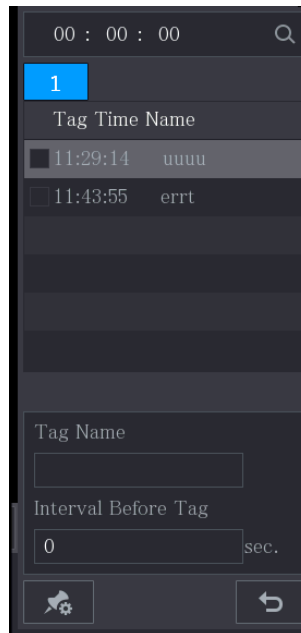 00 : 00 : 00
1
Tag Time Name
11:29:14 uuuu
11:43:55 errt
Tag Name
Interval Before Tag
0 sec.